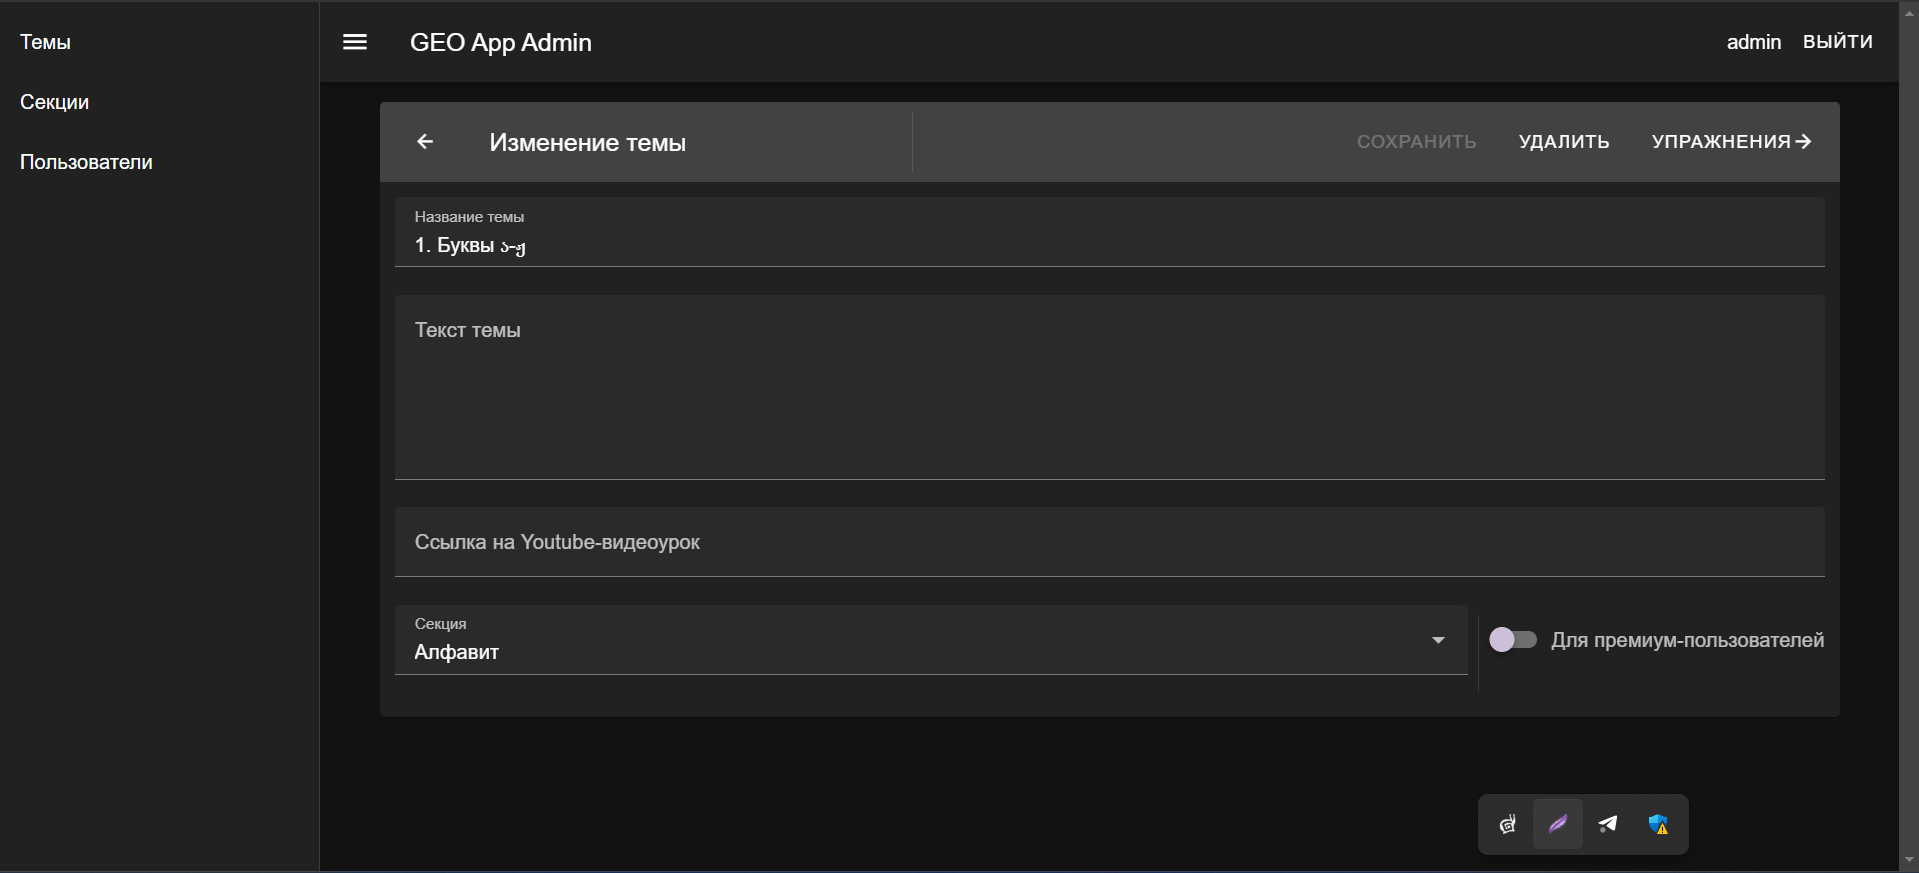 Темы
Секции
Пользователи
GEO App Admin
admin ВЫЙТИ
Изменение темы
СОХРАНИТЬ УДАЛИТЬ УПРАЖНЕНИЯ
Название темы
1. Буквы ა-ჟ
Текст темы
Ссылка на Youtube-видеоурок
Секция
Алфавит
Для премиум-пользователей